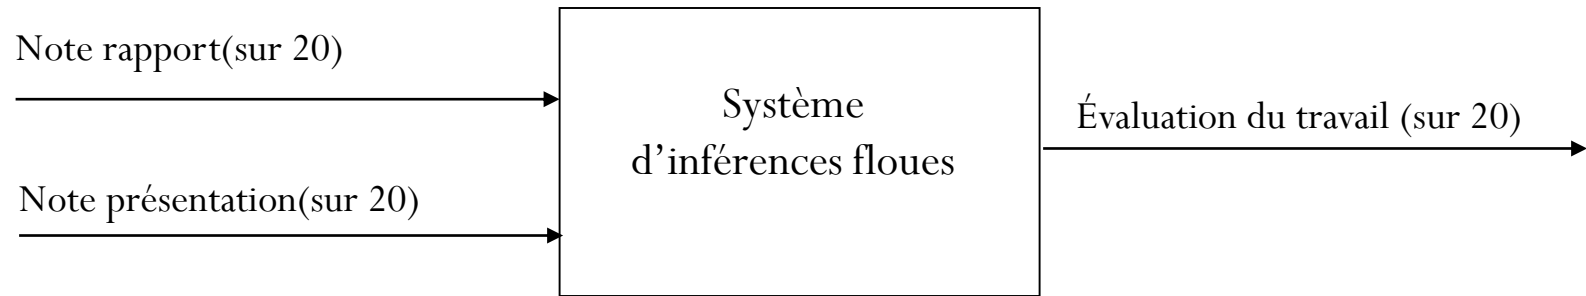 Note rapport(sur 20)
Système
d’inférences floues
Évaluation du travail (sur 20)
Note présentation(sur 20)